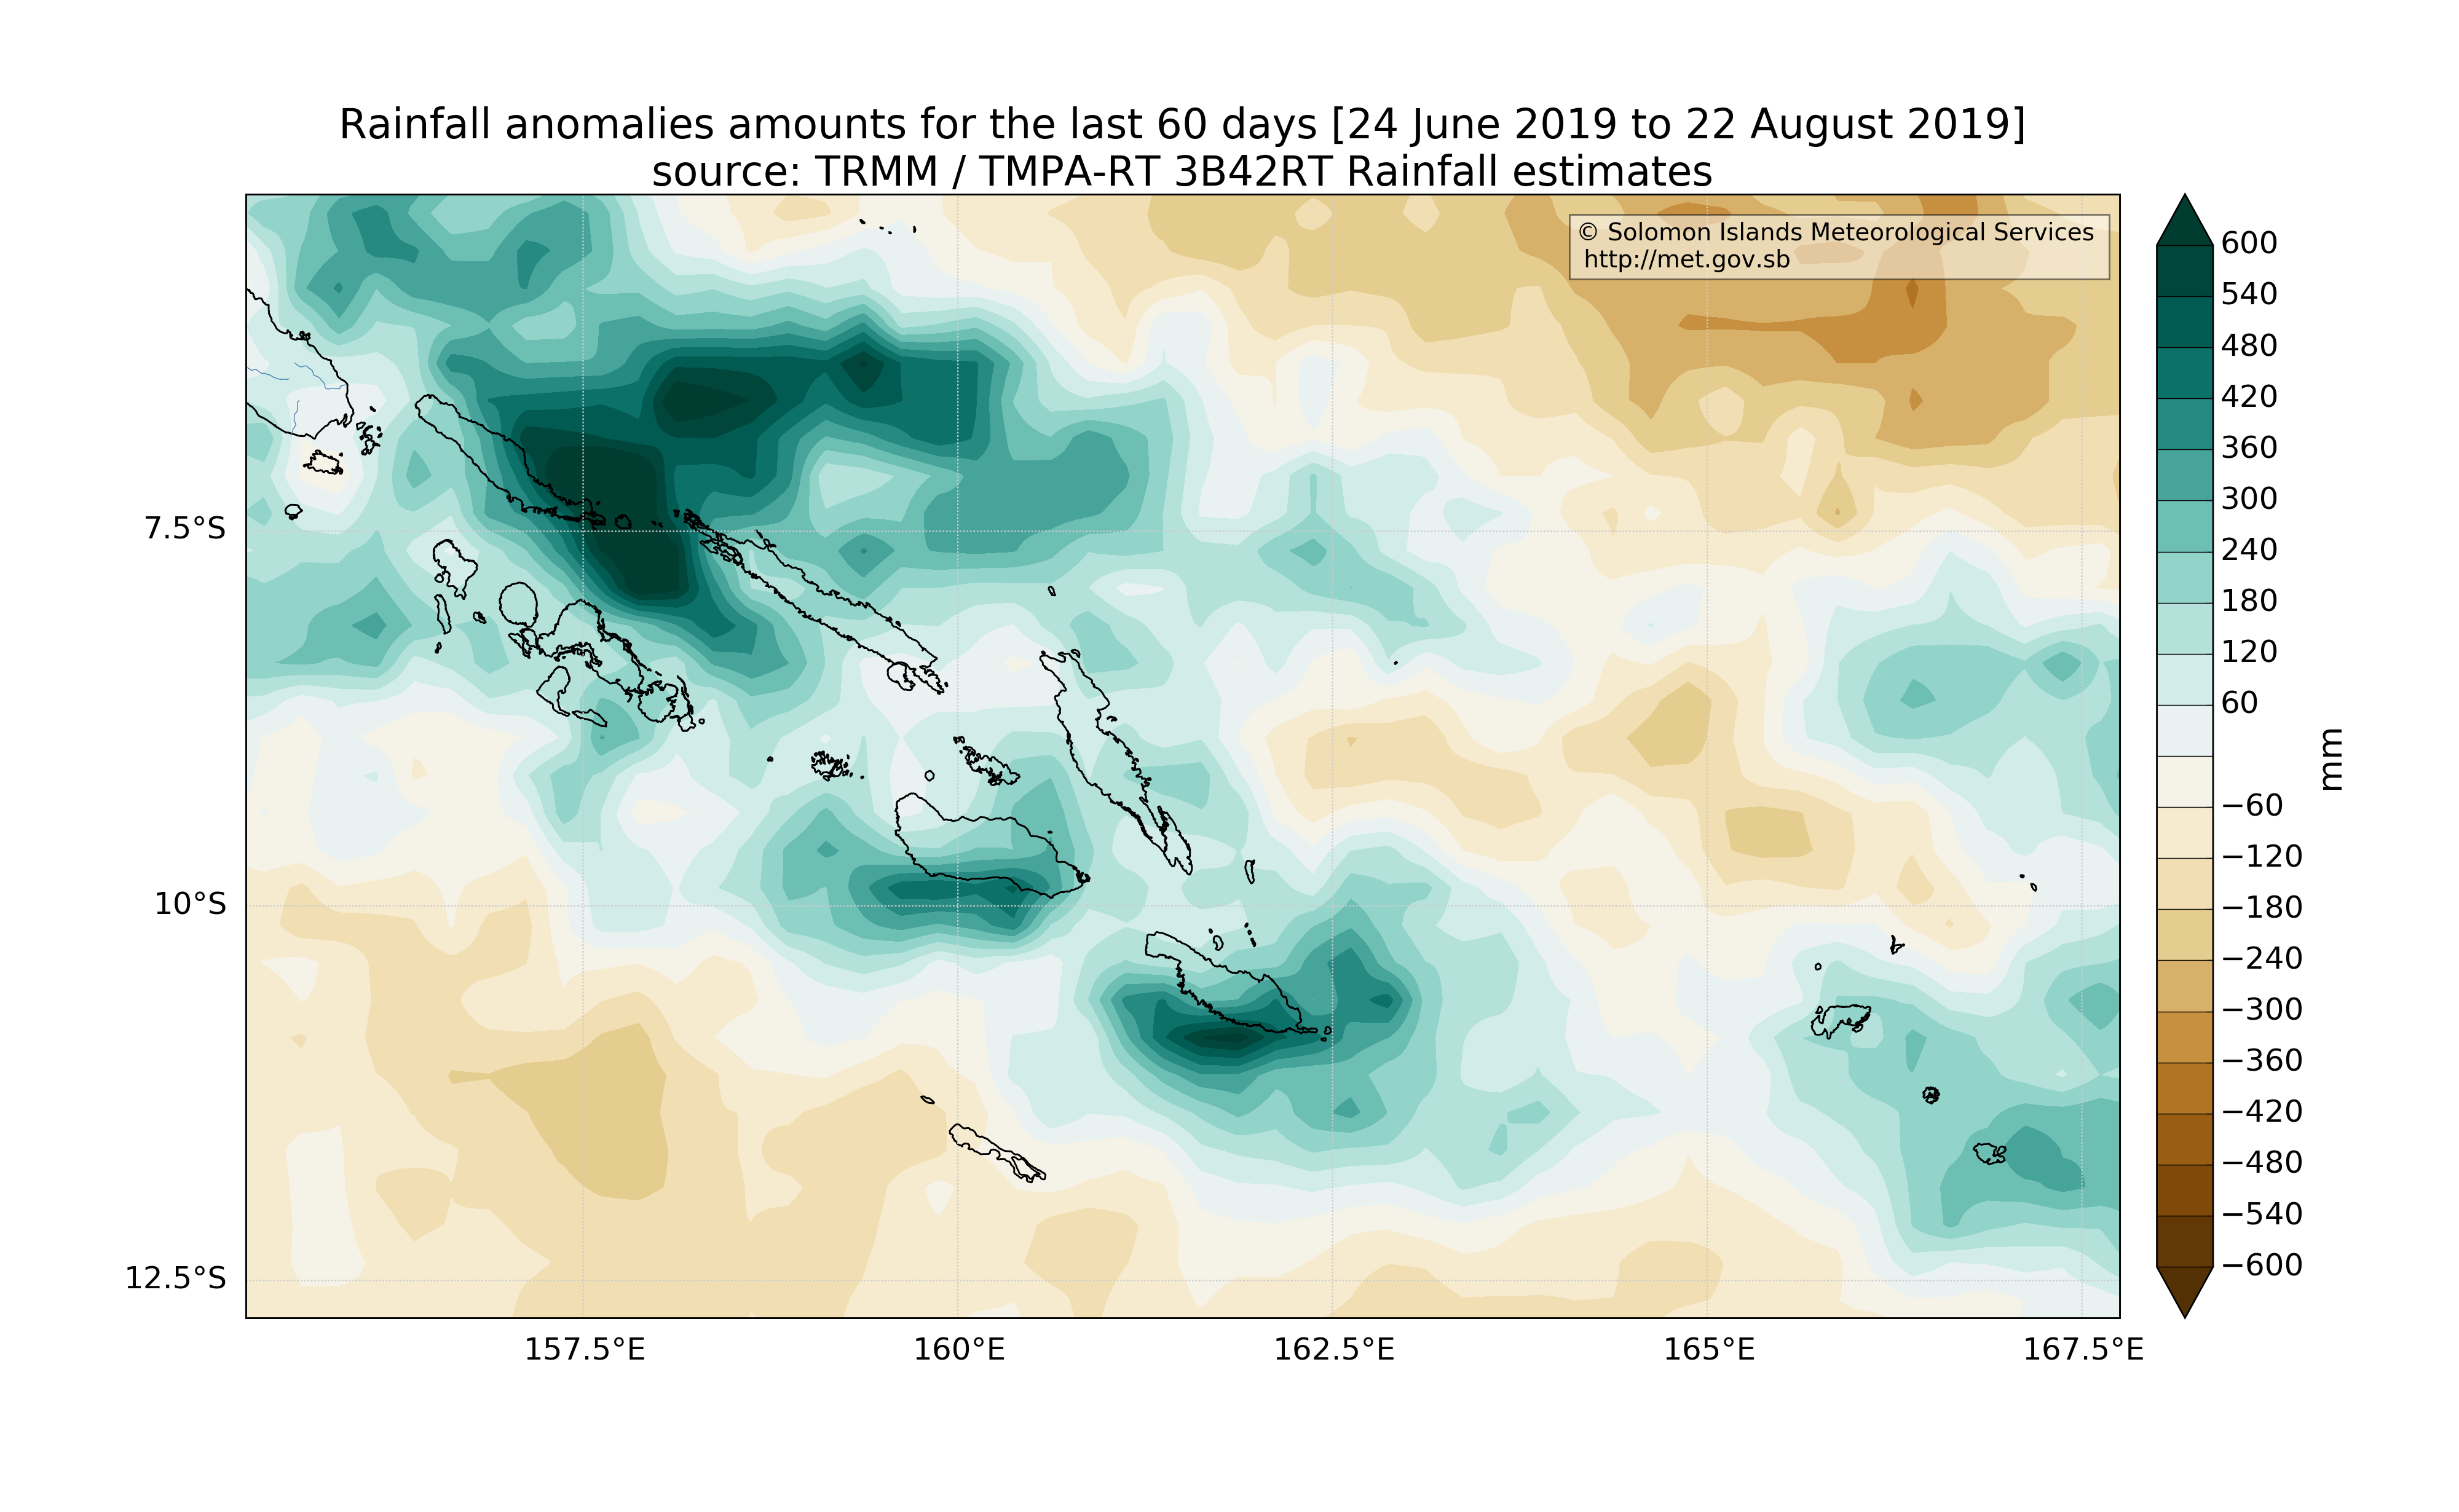 Rainfall anomalies amounts for the last 60 days [24 June 2019 to 22 August 2019]
source: TRMM / TMPA-RT 3B42RT Rainfall estimates
© Solomon Islands Meteorological Services
http://met.gov.sb
7.5°S
10°S
12.5°S
157.5°E
160°E
162.5°E
165°E
167.5°E
600
540
480
420
360
300
240
180
120
60
−60
−120
−180
−240
−300
−360
−420
−480
−540
−600
mm